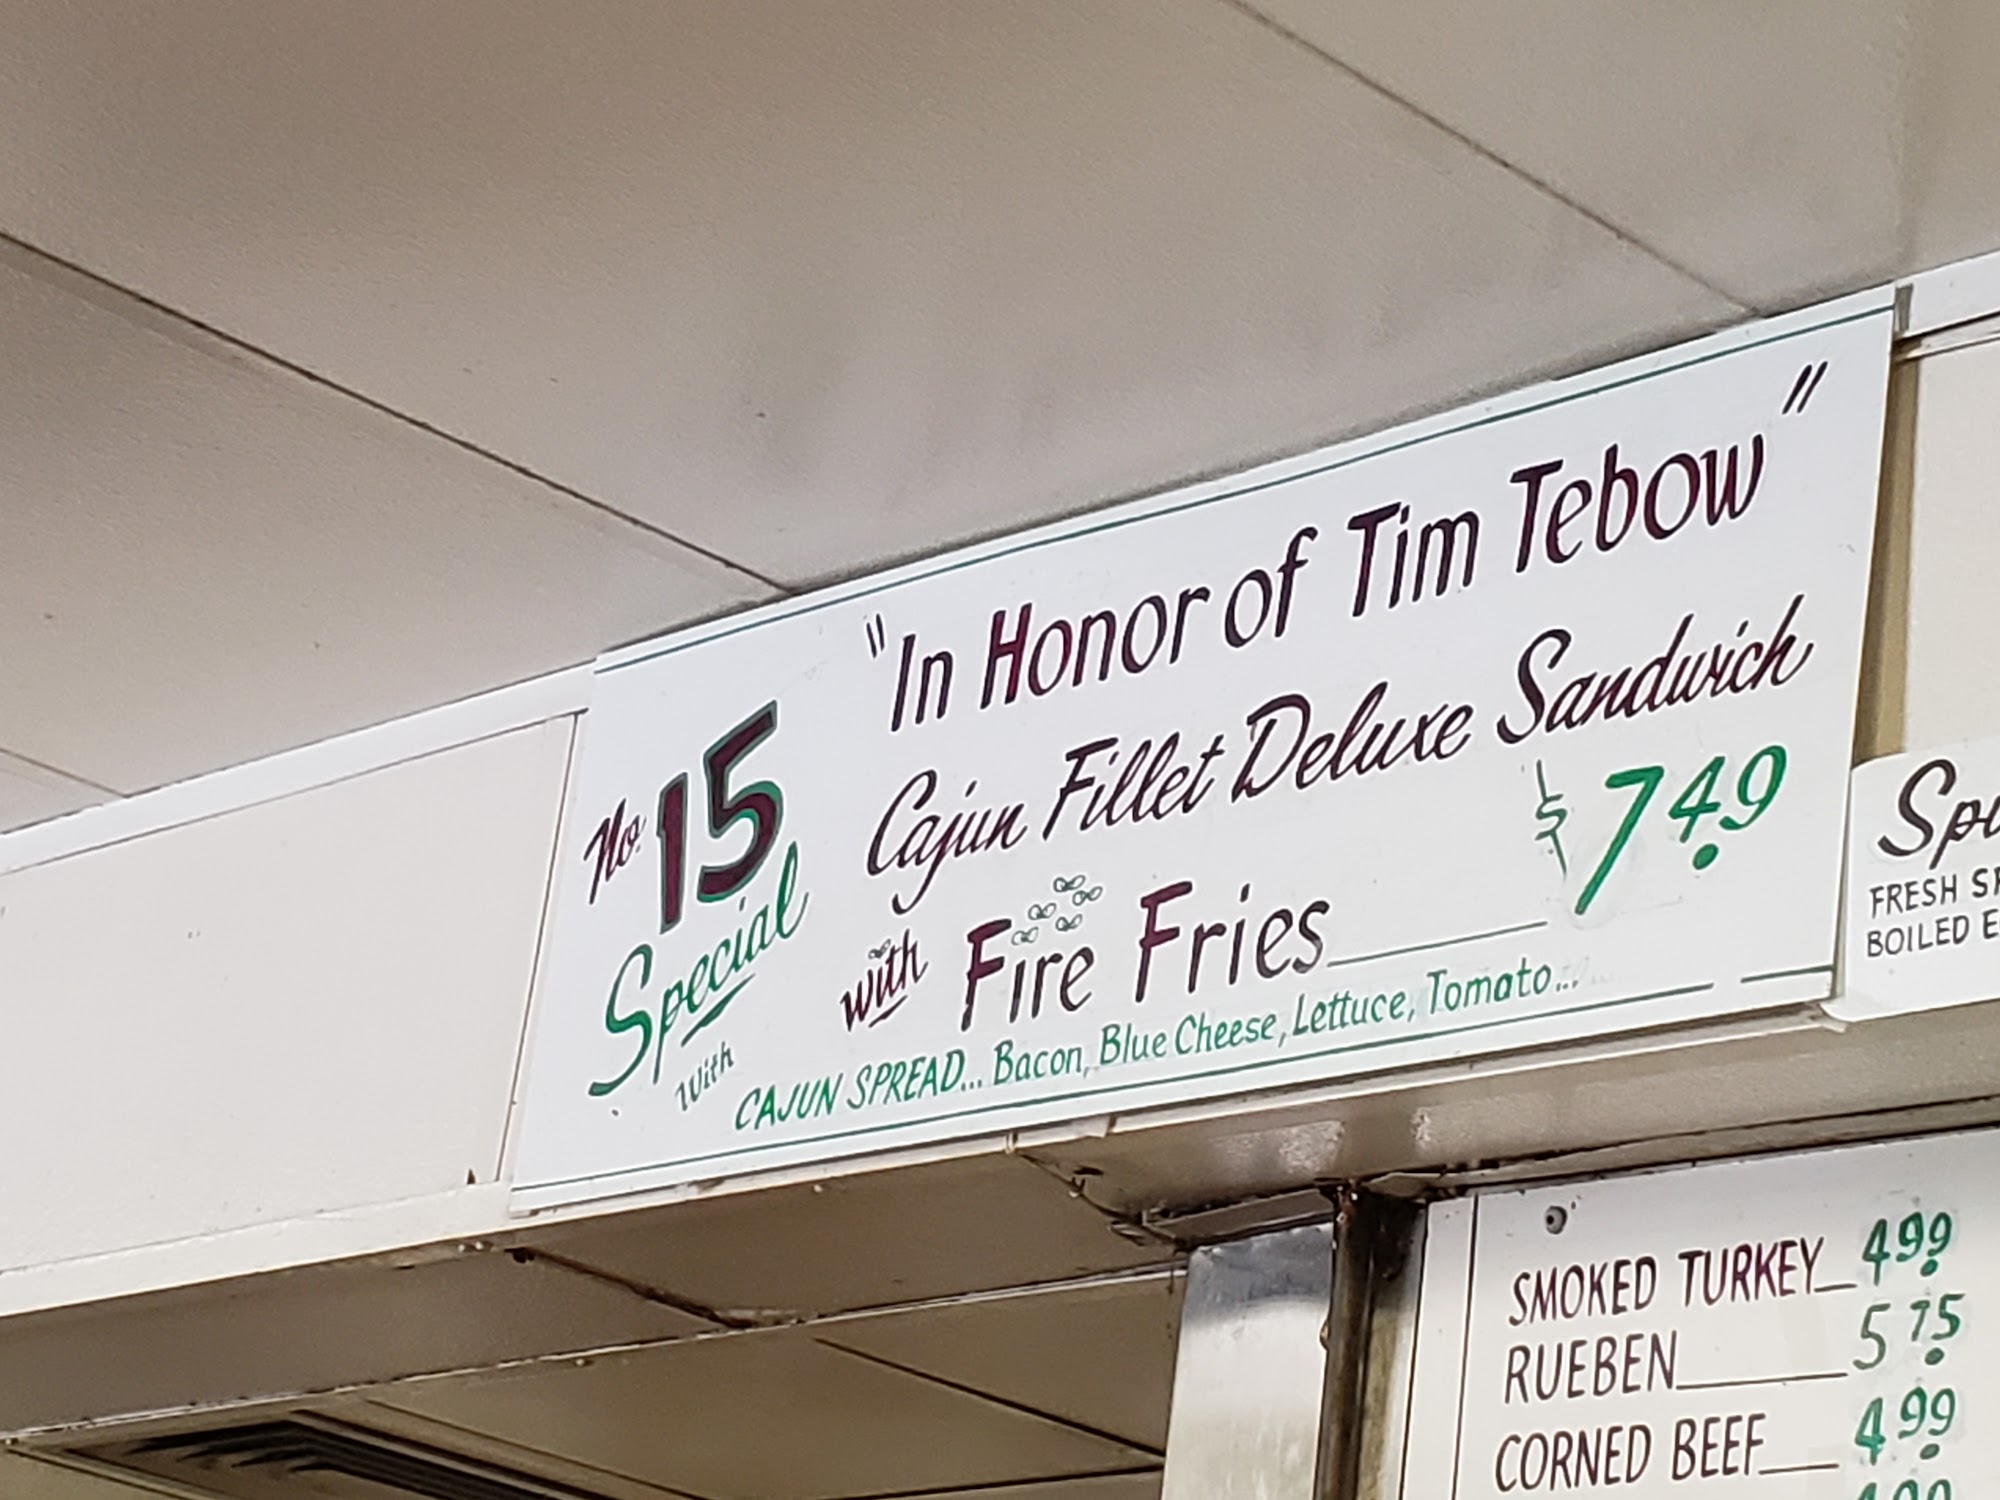 No. 15 Special
"In Honor of Tim Tebow"
Cajun Fillet Deluxe Sandwich
with Fire Fries $7.49
With CAJUN SPREAD... Bacon, Blue Cheese, Lettuce, Tomato...
FRESH
BOILED
SMOKED TURKEY 4.99
RUEBEN 5.75
CORNED BEEF 4.99